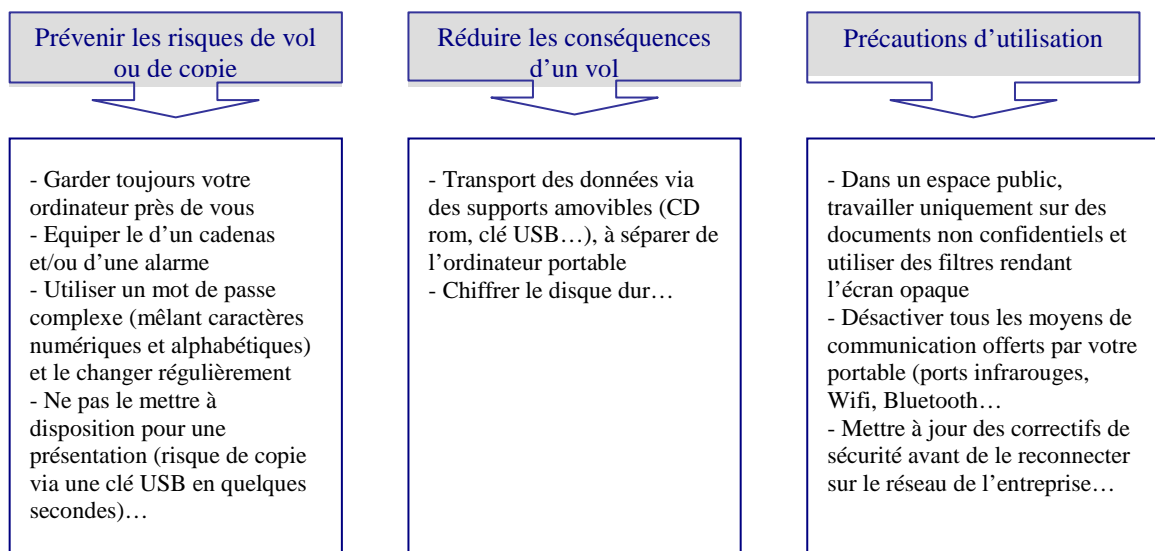 Prévenir les risques de vol
ou de copie
- Garder toujours votre
ordinateur près de vous
- Equiper le d’un cadenas
et/ou d’une alarme
- Utiliser un mot de passe
complexe (mêlant caractères
numériques et alphabétiques)
et le changer régulièrement
- Ne pas le mettre à
disposition pour une
présentation (risque de copie
via une clé USB en quelques
secondes)…
Réduire les conséquences
d’un vol
- Transport des données via
des supports amovibles (CD
rom, clé USB…), à séparer de
l’ordinateur portable
- Chiffrer le disque dur…
Précautions d’utilisation
- Dans un espace public,
travailler uniquement sur des
documents non confidentiels et
utiliser des filtres rendant
l’écran opaque
- Désactiver tous les moyens de
communication offerts par votre
portable (ports infrarouges,
Wifi, Bluetooth…
- Mettre à jour des correctifs de
sécurité avant de le reconnecter
sur le réseau de l’entreprise…